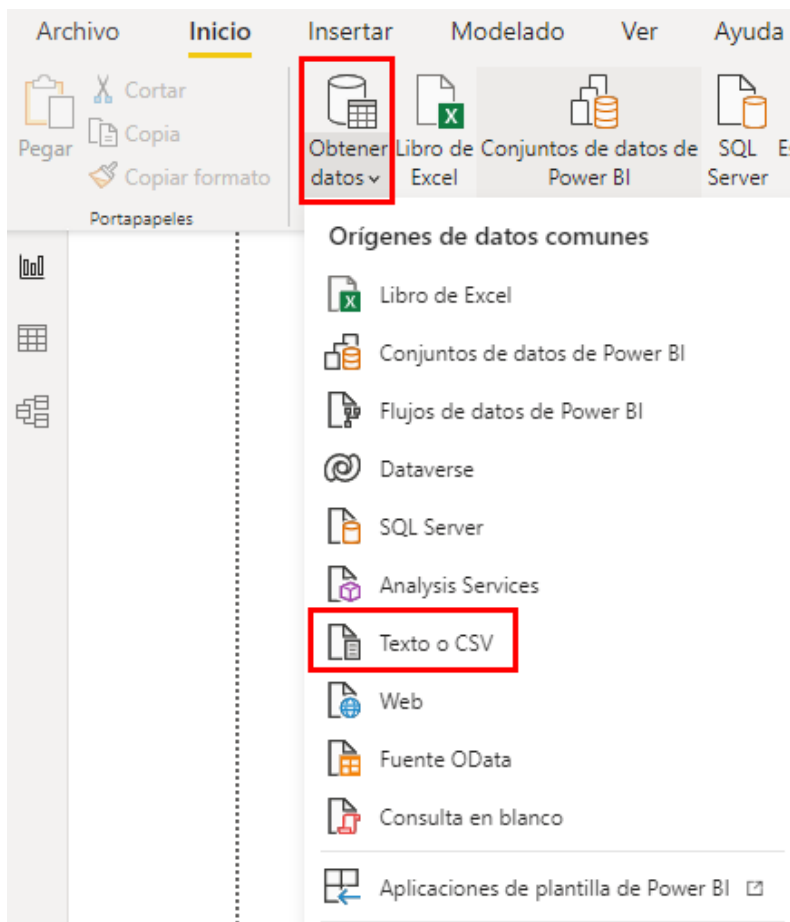 Archivo Inicio Insertar Modelado Ver Ayuda
Cortar
Copia
Pegar
Copiar formato
Portapapeles
Obtener datos
Libro de Excel
Conjuntos de datos de Power BI
SQL Server
Orígenes de datos comunes
Libro de Excel
Conjuntos de datos de Power BI
Flujos de datos de Power BI
Dataverse
SQL Server
Analysis Services
Texto o CSV
Web
Fuente OData
Consulta en blanco
Aplicaciones de plantilla de Power BI